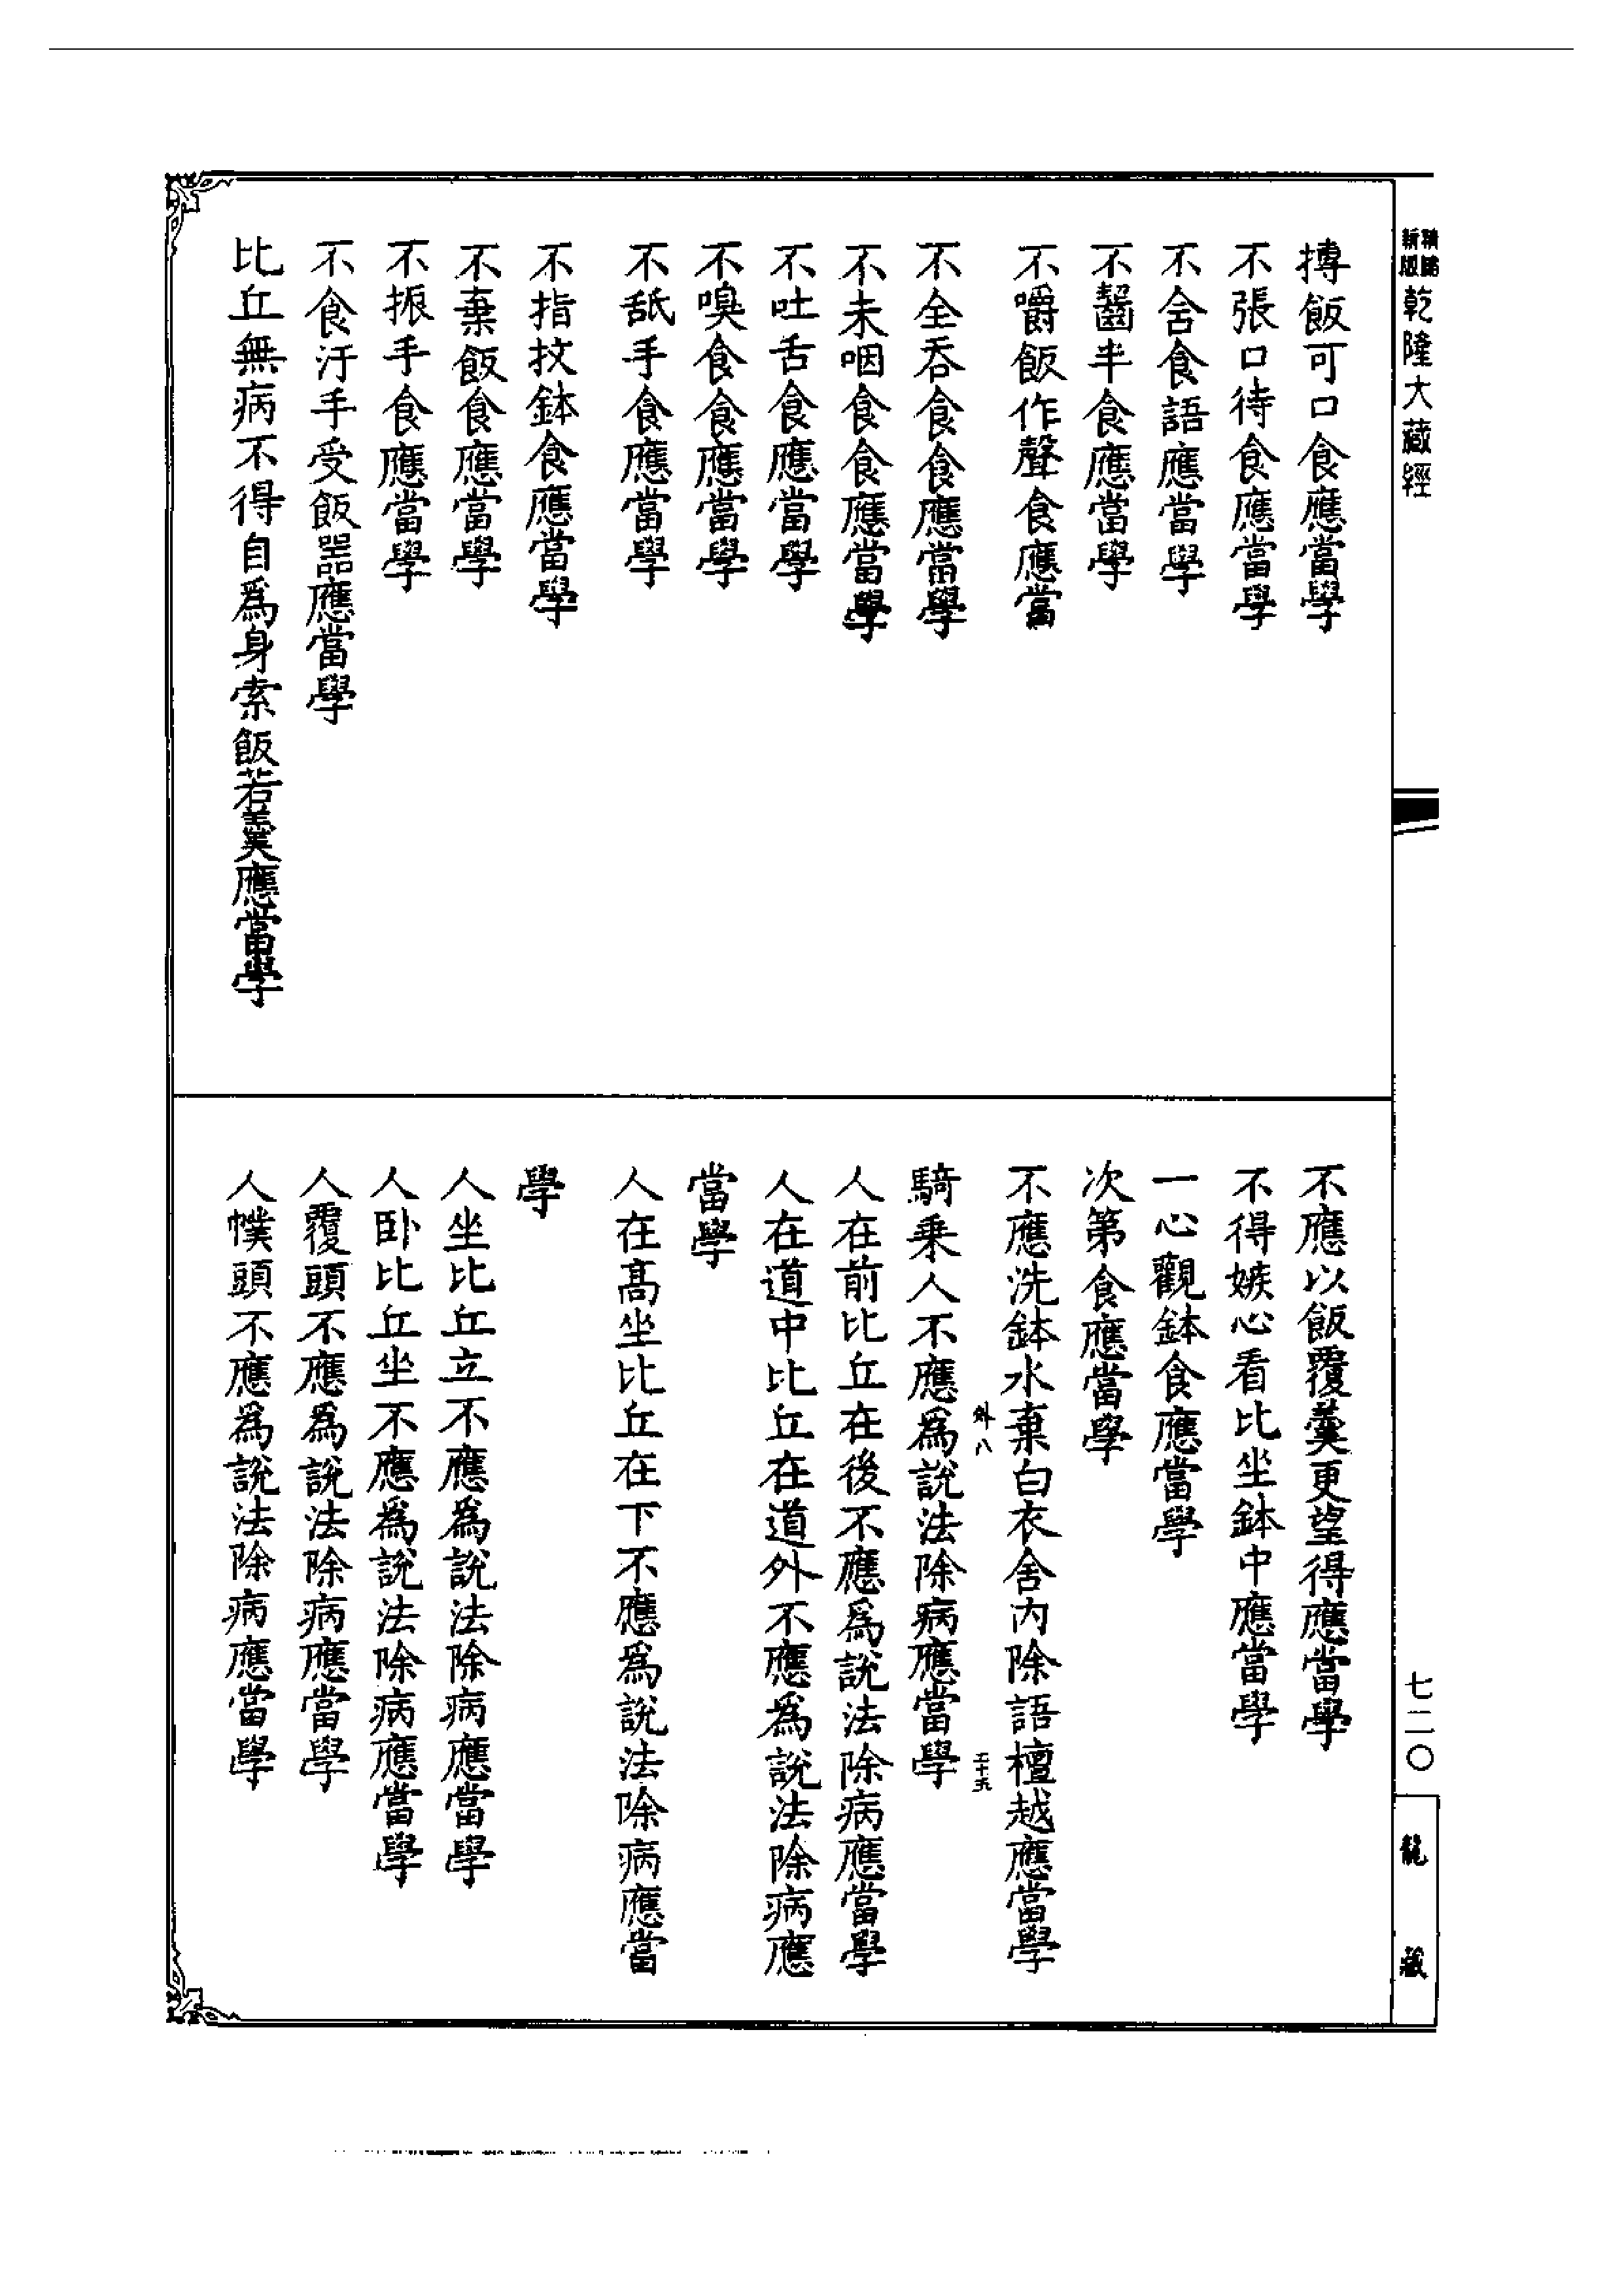 精縮
新版
乾隆大藏經
七二〇
龍藏
摶飯可口食應當學
不張口待食應當學
不含食語應當學
不齧半食應當學
不嚼飯作聲食應當
不全吞食食應當學
不未咽食食應當學
不吐舌食應當學
不嗅食食應當學
不舐手食應當學
不指抆鉢食應當學
不棄飯食應當學
不振手食應當學
不食汙手受飯器應當學
比丘無病不得自爲身索飯若羹應當學
不應以飯覆羹更望得應當學
不得嫉心看比坐鉢中應當學
一心觀鉢食應當學
次第食應當學
不應洗鉢水棄白衣舍內除語檀越應當學
外八
騎乘人不應爲說法除病應當學
人在前比丘在後不應爲說法除病應當學
人在道中比丘在道外不應爲說法除病應
當學
人在高坐比丘在下不應爲說法除病應當
學
人坐比丘立不應爲說法除病應當學
人卧比丘坐不應爲說法除病應當學
人覆頭不應爲說法除病應當學
人幞頭不應爲說法除病應當學